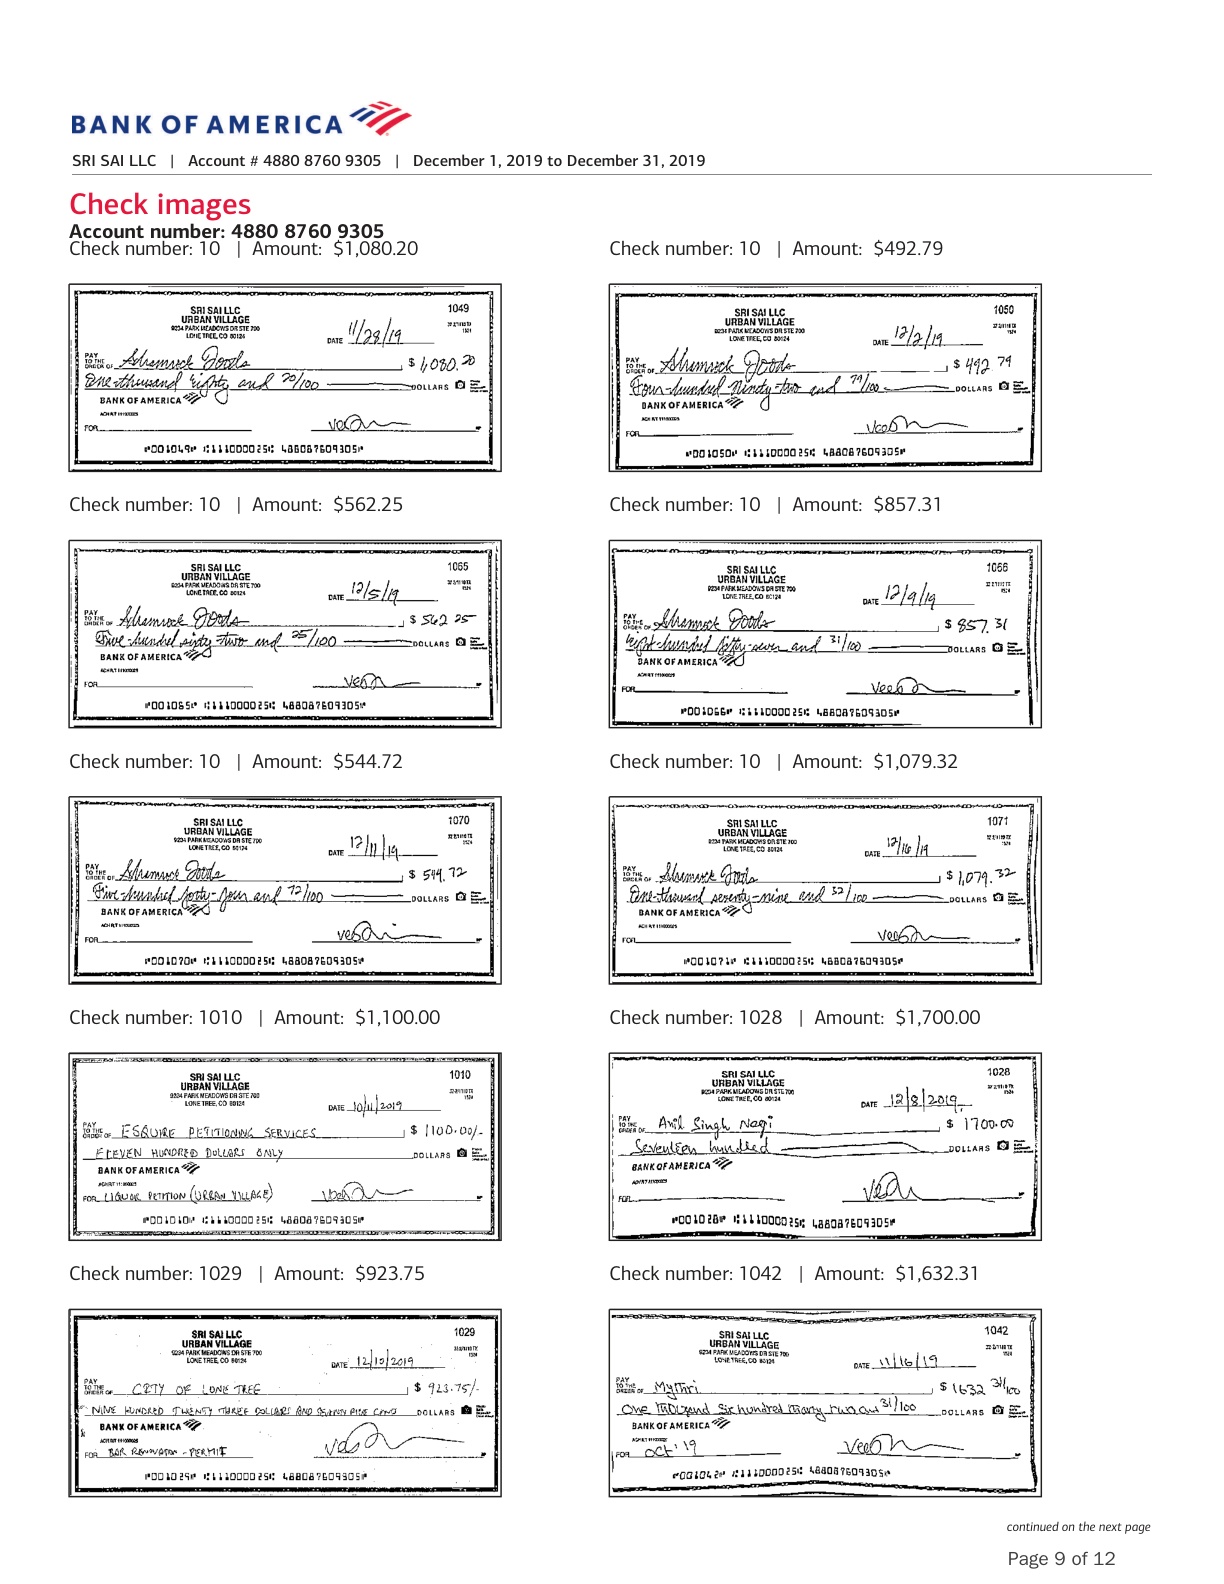 BANK OF AMERICA
SRI SAI LLC | Account # 4880 8760 9305 | December 1, 2019 to December 31, 2019
Check images
Account number: 4880 8760 9305
Check number: 10 | Amount: $1,080.20
SRI SAI LLC
URBAN VILLAGE
9234 PARK MEADOWS DR STE 700
LONE TREE, CO 80124
1049
DATE 11/28/19
PAY TO THE ORDER OF Shamrock Foods $ 1,080.20
One-thousand eighty and 20/100 DOLLARS
BANK OF AMERICA
ACH R/T 111000025
FOR
⑈001049⑈ ⑆111000025⑆ 488087609305⑈
Check number: 10 | Amount: $492.79
SRI SAI LLC
URBAN VILLAGE
9234 PARK MEADOWS DR STE 700
LONE TREE, CO 80124
1050
DATE 12/2/19
PAY TO THE ORDER OF Shamrock Foods $ 492 79
Four-hundred Ninety-two and 79/100 DOLLARS
BANK OF AMERICA
ACH R/T 111000025
FOR
⑈001050⑈ ⑆111000025⑆ 488087609305⑈
Check number: 10 | Amount: $562.25
SRI SAI LLC
URBAN VILLAGE
9234 PARK MEADOWS DR STE 700
LONE TREE, CO 80124
1065
DATE 12/5/19
PAY TO THE ORDER OF Shamrock Foods $ 562 25
Five-hundred sixty-two and 25/100 DOLLARS
BANK OF AMERICA
ACH R/T 111000025
FOR
⑈001065⑈ ⑆111000025⑆ 488087609305⑈
Check number: 10 | Amount: $857.31
SRI SAI LLC
URBAN VILLAGE
9234 PARK MEADOWS DR STE 700
LONE TREE, CO 80124
1066
DATE 12/9/19
PAY TO THE ORDER OF Shamrock Foods $ 857.31
Eight-hundred fifty-seven and 31/100 DOLLARS
BANK OF AMERICA
ACH R/T 111000025
FOR
⑈001066⑈ ⑆111000025⑆ 488087609305⑈
Check number: 10 | Amount: $544.72
SRI SAI LLC
URBAN VILLAGE
9234 PARK MEADOWS DR STE 700
LONE TREE, CO 80124
1070
DATE 12/11/19
PAY TO THE ORDER OF Shamrock Foods $ 544.72
Five-hundred forty-four and 72/100 DOLLARS
BANK OF AMERICA
ACH R/T 111000025
FOR
⑈001070⑈ ⑆111000025⑆ 488087609305⑈
Check number: 10 | Amount: $1,079.32
SRI SAI LLC
URBAN VILLAGE
9234 PARK MEADOWS DR STE 700
LONE TREE, CO 80124
1071
DATE 12/16/19
PAY TO THE ORDER OF Shamrock Foods $ 1,079.32
One-thousand seventy-nine and 32/100 DOLLARS
BANK OF AMERICA
ACH R/T 111000025
FOR
⑈001071⑈ ⑆111000025⑆ 488087609305⑈
Check number: 1010 | Amount: $1,100.00
SRI SAI LLC
URBAN VILLAGE
9234 PARK MEADOWS DR STE 700
LONE TREE, CO 80124
1010
DATE 10/11/2019
PAY TO THE ORDER OF ESQUIRE PETITIONING SERVICES $ 1100.00/-
ELEVEN HUNDRED DOLLARS ONLY DOLLARS
BANK OF AMERICA
ACH R/T 111000025
FOR LIQUOR PETITION (URBAN VILLAGE)
⑈001010⑈ ⑆111000025⑆ 488087609305⑈
Check number: 1028 | Amount: $1,700.00
SRI SAI LLC
URBAN VILLAGE
9234 PARK MEADOWS DR STE 700
LONE TREE, CO 80124
1028
DATE 12/8/2019
PAY TO THE ORDER OF Anil Singh Negi $ 1700.00
Seventeen hundred DOLLARS
BANK OF AMERICA
ACH R/T 111000025
FOR
⑈001028⑈ ⑆111000025⑆ 488087609305⑈
Check number: 1029 | Amount: $923.75
SRI SAI LLC
URBAN VILLAGE
9234 PARK MEADOWS DR STE 700
LONE TREE, CO 80124
1029
DATE 12/10/2019
PAY TO THE ORDER OF CITY OF LONE TREE $ 923.75/-
NINE HUNDRED TWENTY THREE DOLLARS AND SEVENTY FIVE CENTS DOLLARS
BANK OF AMERICA
ACH R/T 111000025
FOR BAR RENOVATION - PERMIT
⑈001029⑈ ⑆111000025⑆ 488087609305⑈
Check number: 1042 | Amount: $1,632.31
SRI SAI LLC
URBAN VILLAGE
9234 PARK MEADOWS DR STE 700
LONE TREE, CO 80124
1042
DATE 11/16/19
PAY TO THE ORDER OF Mythri $ 1632 31/100
One thousand Six hundred thirty two and 31/100 DOLLARS
BANK OF AMERICA
ACH R/T 111000025
FOR Oct' 19
⑈001042⑈ ⑆111000025⑆ 488087609305⑈
continued on the next page
Page 9 of 12